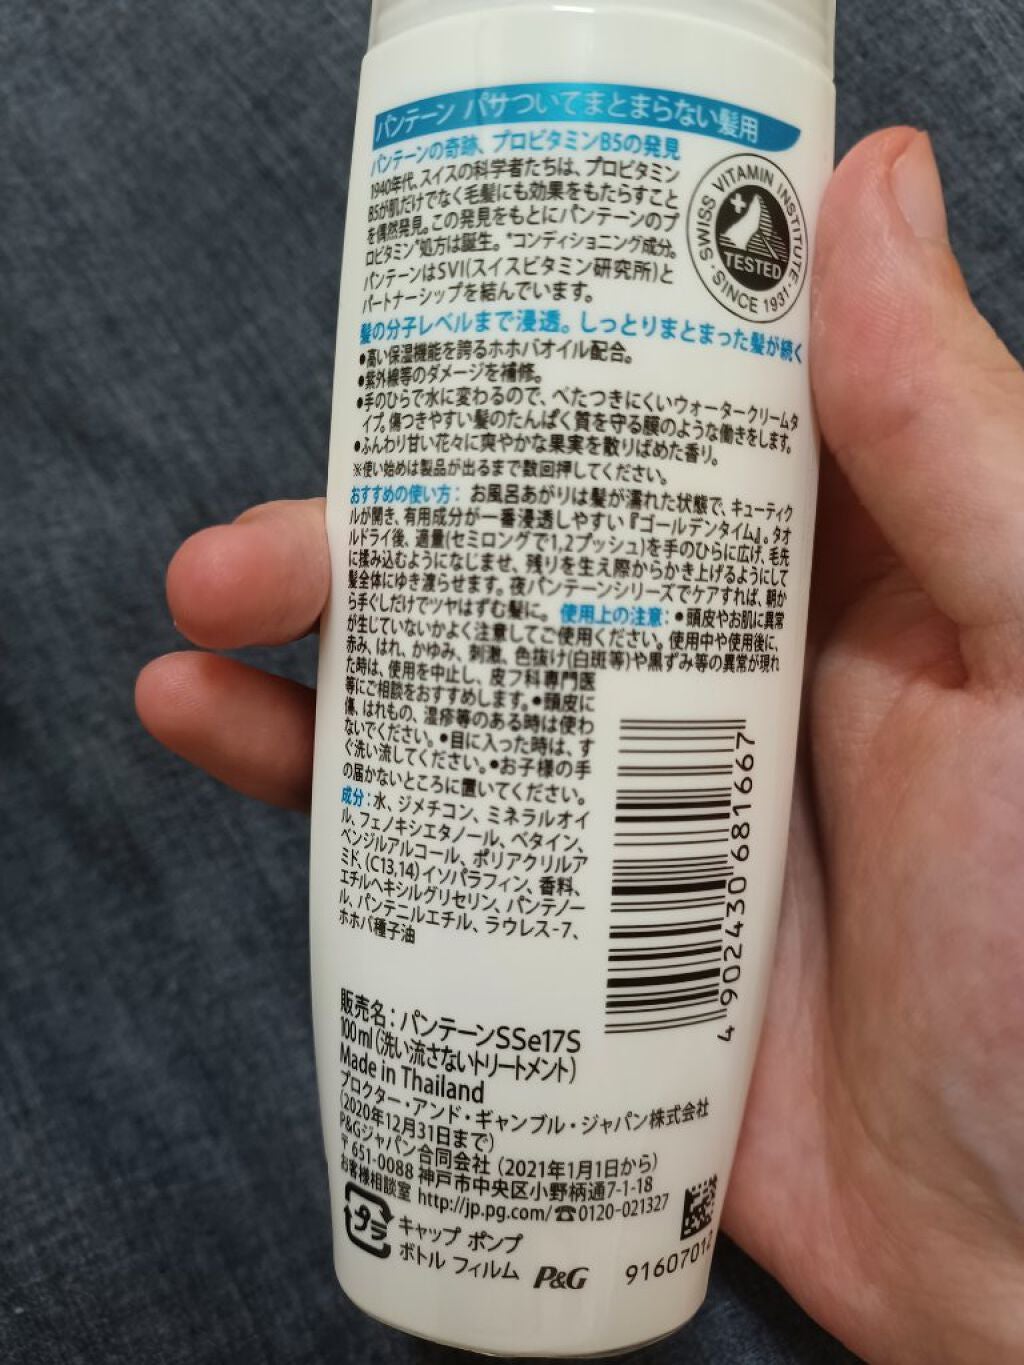 パンテーン パサついてまとまらない髪用
パンテーンの奇跡、プロビタミンB5の発見
1940年代、スイスの科学者たちは、プロビタミン
B5が肌だけでなく毛髪にも効果をもたらすこと
を偶然発見。この発見をもとにパンテーンのプ
ロビタミン*処方は誕生。*コンディショニング成分。
パンテーンはSVI(スイスビタミン研究所)と
パートナーシップを結んでいます。
SWISS VITAMIN INSTITUTE
TESTED
SINCE 1931
髪の分子レベルまで浸透。しっとりまとまった髪が続く
●高い保湿機能を誇るホホバオイル配合。
●紫外線等のダメージを補修。
●手のひらで水に変わるので、べたつきにくいウォータークリームタ
イプ。傷つきやすい髪のたんぱく質を守る膜のような働きをします。
●ふんわり甘い花々に爽やかな果実を散りばめた香り。
※使い始めは製品が出るまで数回押してください。
おすすめの使い方： お風呂あがりは髪が濡れた状態で、キューティク
ルが開き、有用成分が一番浸透しやすい『ゴールデンタイム』。タオ
ルドライ後、適量(セミロングで1,2プッシュ)を手のひらに広げ、毛先
に揉み込むようになじませ、残りを生え際からかき上げるようにして
髪全体にゆき渡らせます。夜パンテーンシリーズでケアすれば、朝か
ら手ぐしだけでツヤはずむ髪に。 使用上の注意：●頭皮やお肌に異常
が生じていないかよく注意してご使用ください。使用中や使用後に、
赤み、はれ、かゆみ、刺激、色抜け(白斑等)や黒ずみ等の異常が現れ
た時は、使用を中止し、皮フ科専門医
等にご相談をおすすめします。●頭皮に
傷、はれもの、湿疹等のある時は使わ
ないでください。●目に入った時は、す
ぐ洗い流してください。●お子様の手
の届かないところに置いてください。
成分：水、ジメチコン、ミネラルオイ
ル、フェノキシエタノール、ベタイン、
ベンジルアルコール、ポリアクリルア
ミド、(C13,14)イソパラフィン、香料、
エチルヘキシルグリセリン、パンテノー
ル、パンテニルエチル、ラウレス-7、
ホホバ種子油
4902430681667
販売名：パンテーンSSe17S
100ml(洗い流さないトリートメント)
Made in Thailand
プロクター・アンド・ギャンブル・ジャパン株式会社
(2020年12月31日まで)
P&Gジャパン合同会社 (2021年1月1日から)
〒651-0088 神戸市中央区小野柄通7-1-18
お客様相談室 http://jp.pg.com/☎0120-021327
プラ
キャップ ポンプ
ボトル フィルム
P&G
91607012